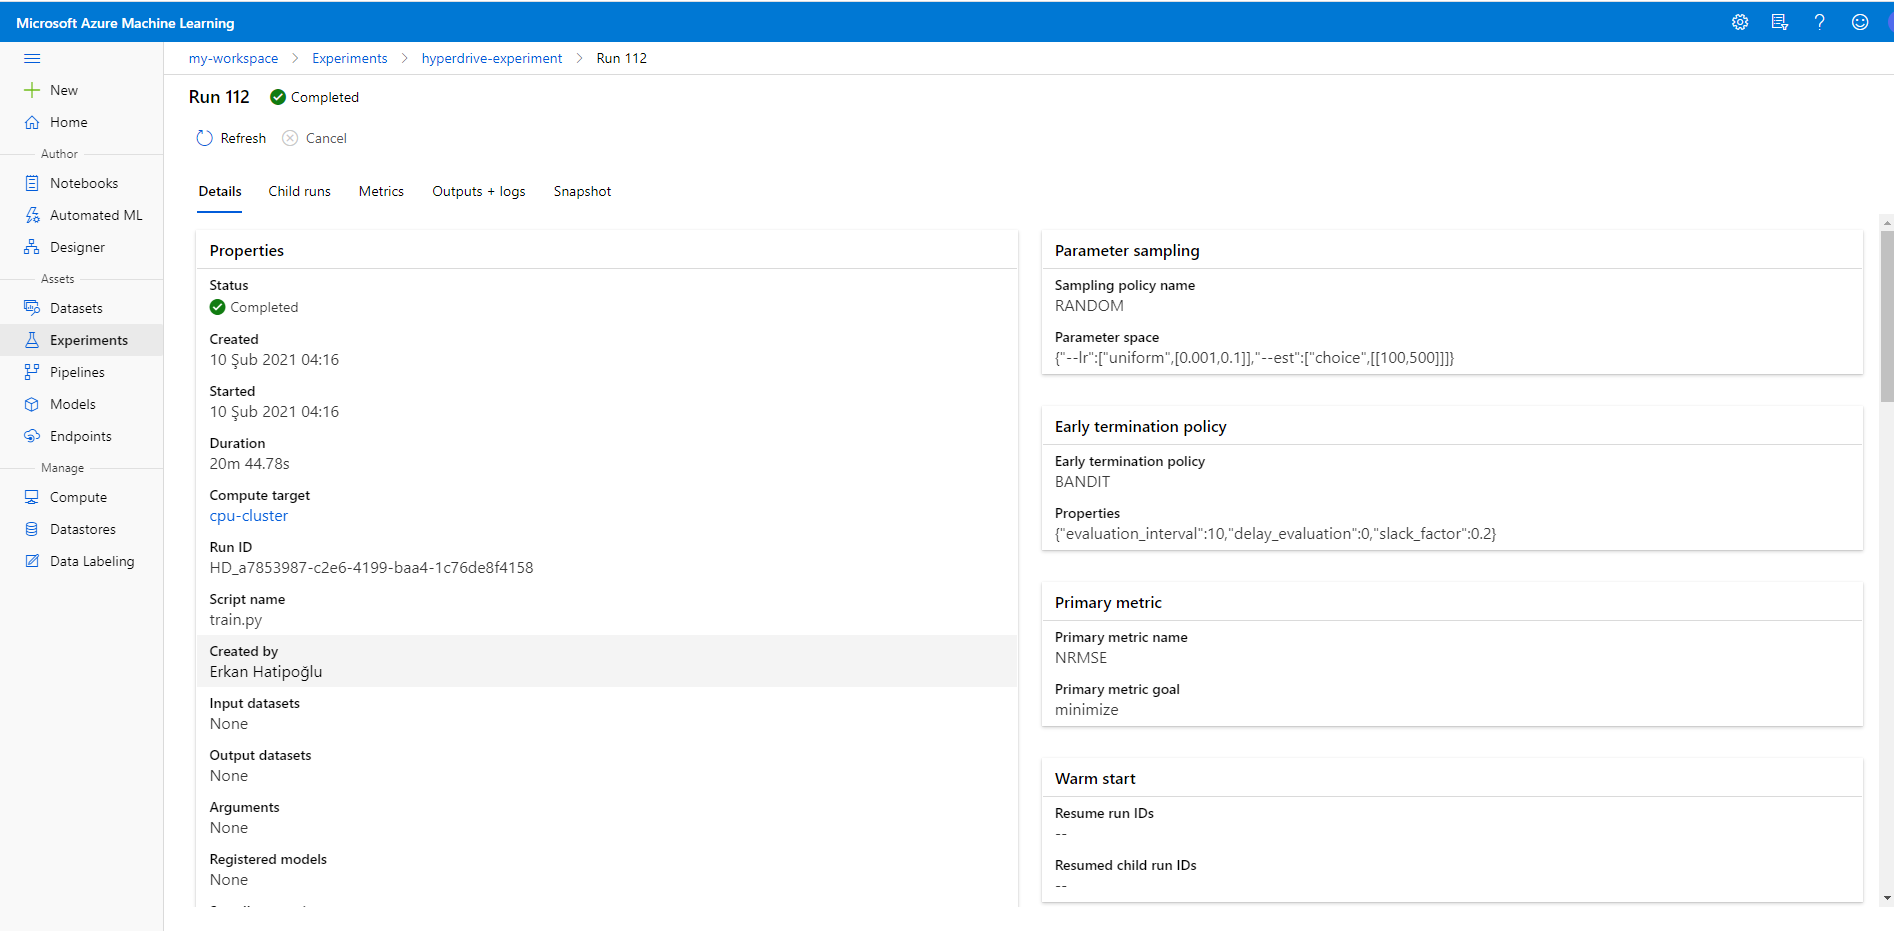 Microsoft Azure Machine Learning
my-workspace > Experiments > hyperdrive-experiment > Run 112
New
Home
Author
Notebooks
Automated ML
Designer
Assets
Datasets
Experiments
Pipelines
Models
Endpoints
Manage
Compute
Datastores
Data Labeling
Run 112 Completed
Refresh Cancel
Details Child runs Metrics Outputs + logs Snapshot
Properties
Status
Completed
Created
10 Şub 2021 04:16
Started
10 Şub 2021 04:16
Duration
20m 44.78s
Compute target
cpu-cluster
Run ID
HD_a7853987-c2e6-4199-baa4-1c76de8f4158
Script name
train.py
Created by
Erkan Hatipoğlu
Input datasets
None
Output datasets
None
Arguments
None
Registered models
None
Parameter sampling
Sampling policy name
RANDOM
Parameter space
{"--lr":["uniform",[0.001,0.1]],"--est":["choice",[[100,500]]]}
Early termination policy
Early termination policy
BANDIT
Properties
{"evaluation_interval":10,"delay_evaluation":0,"slack_factor":0.2}
Primary metric
Primary metric name
NRMSE
Primary metric goal
minimize
Warm start
Resume run IDs
--
Resumed child run IDs
--